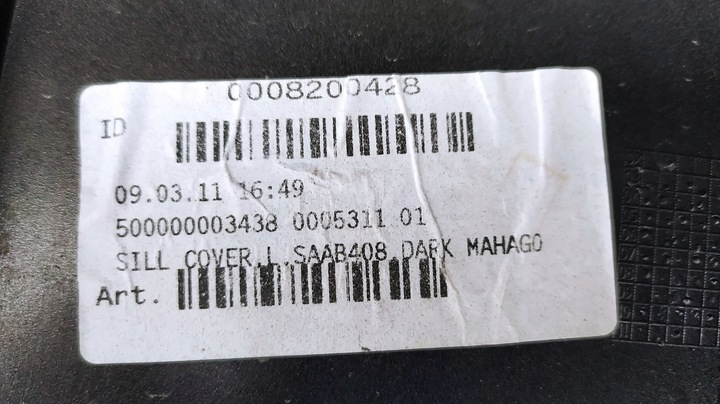 0008200428
ID
09.03.11 16:49
500000003438 0005311 01
SILL COVER L.SAAB408.DARK MAHAGO
Art.